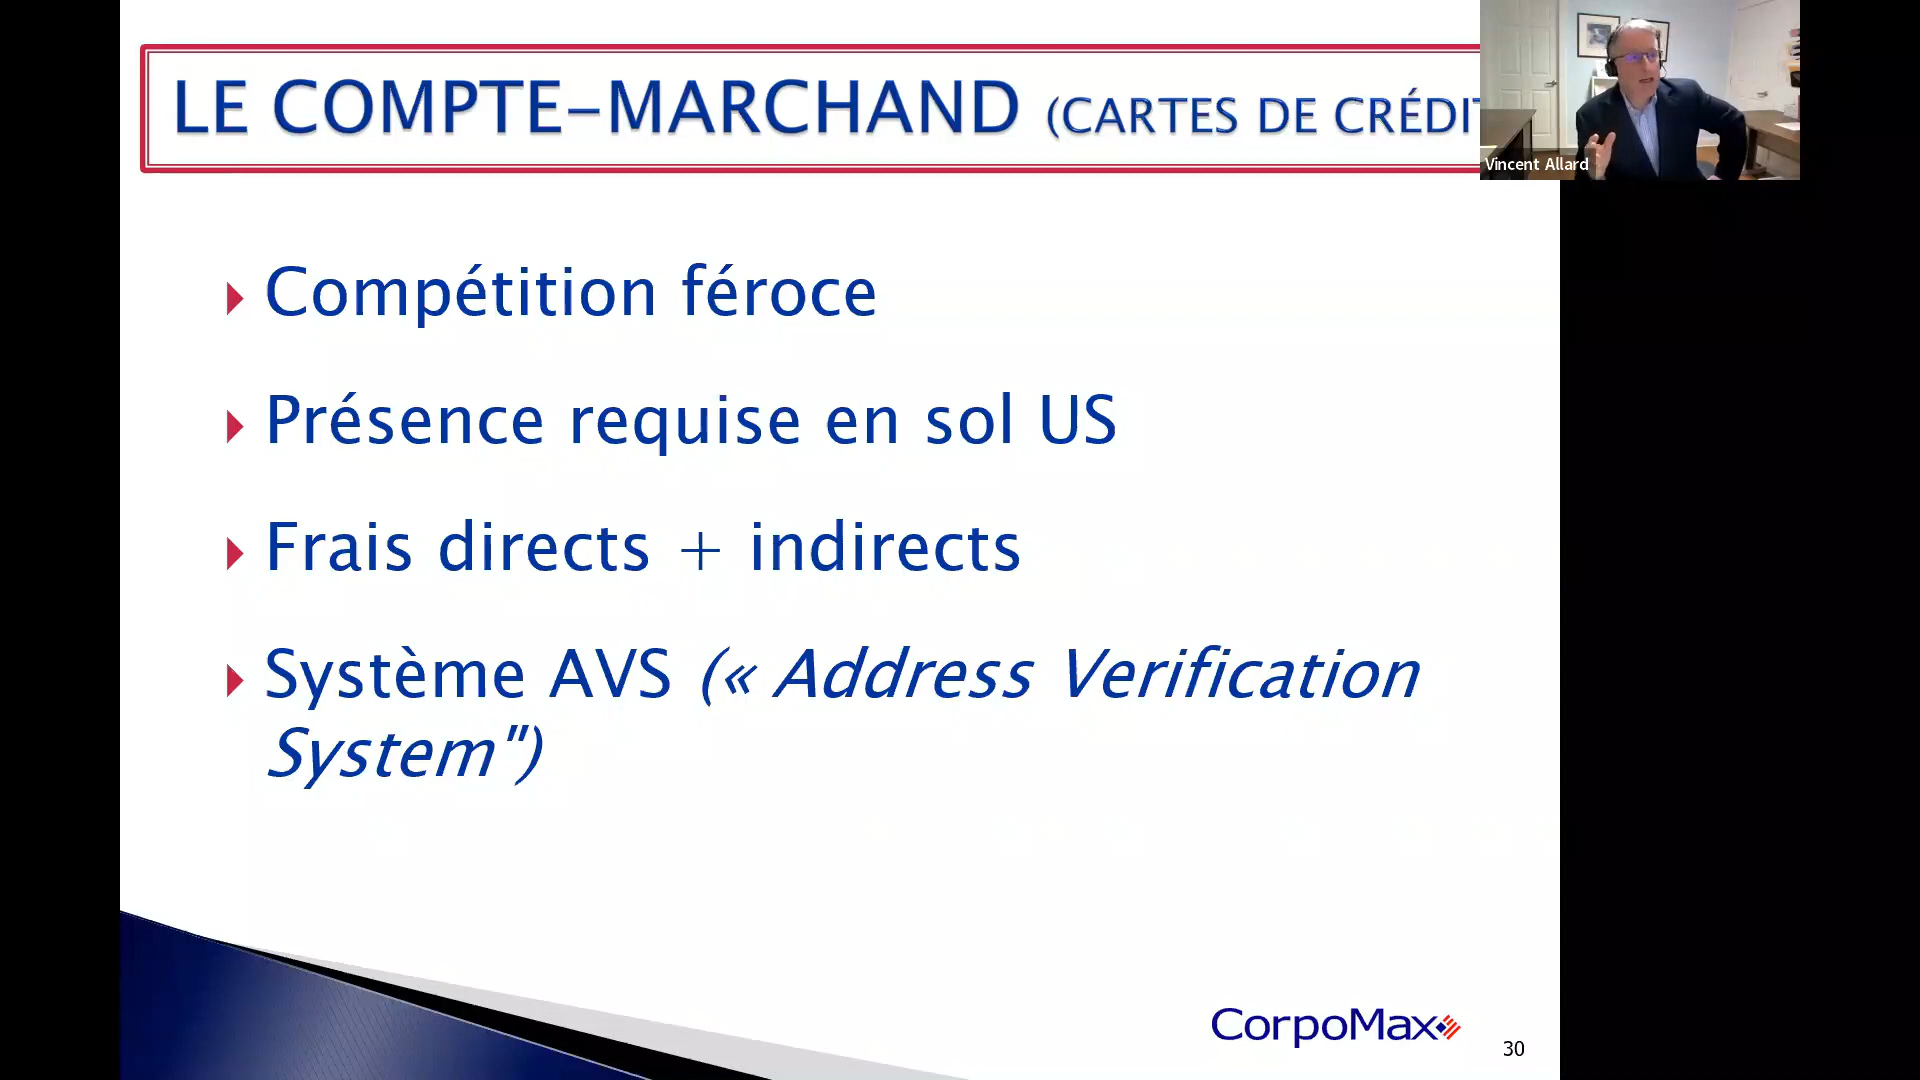 LE COMPTE-MARCHAND (CARTES DE CRÉDIT
Vincent Allard
Compétition féroce
Présence requise en sol US
Frais directs + indirects
Système AVS (« Address Verification
System")
CorpoMax
30